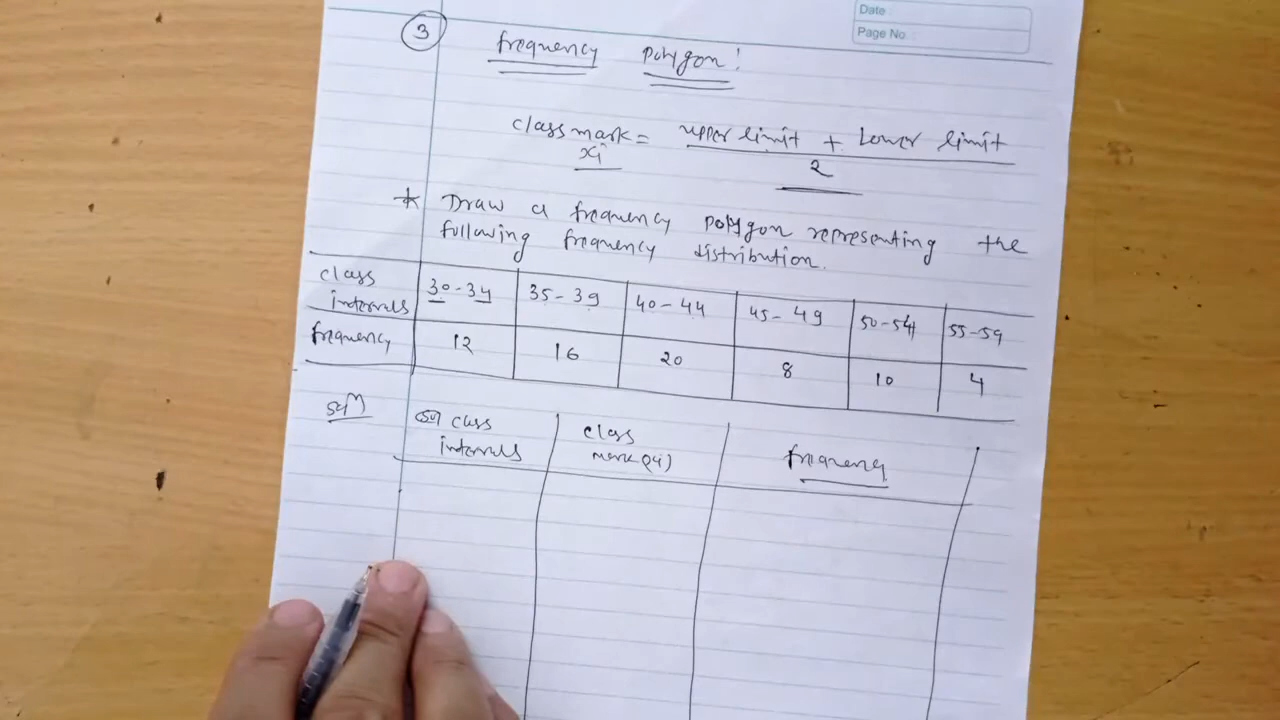 Date
Page No
3 frequency polygon:
class mark = upper limit + Lower limit
xi 2
* Draw a frequency polygon representing the
following frequency distribution.
class intervals 30-34 35-39 40-44 45-49 50-54 55-59
frequency 12 16 20 8 10 4
class class frequency
intervals mark (xi)